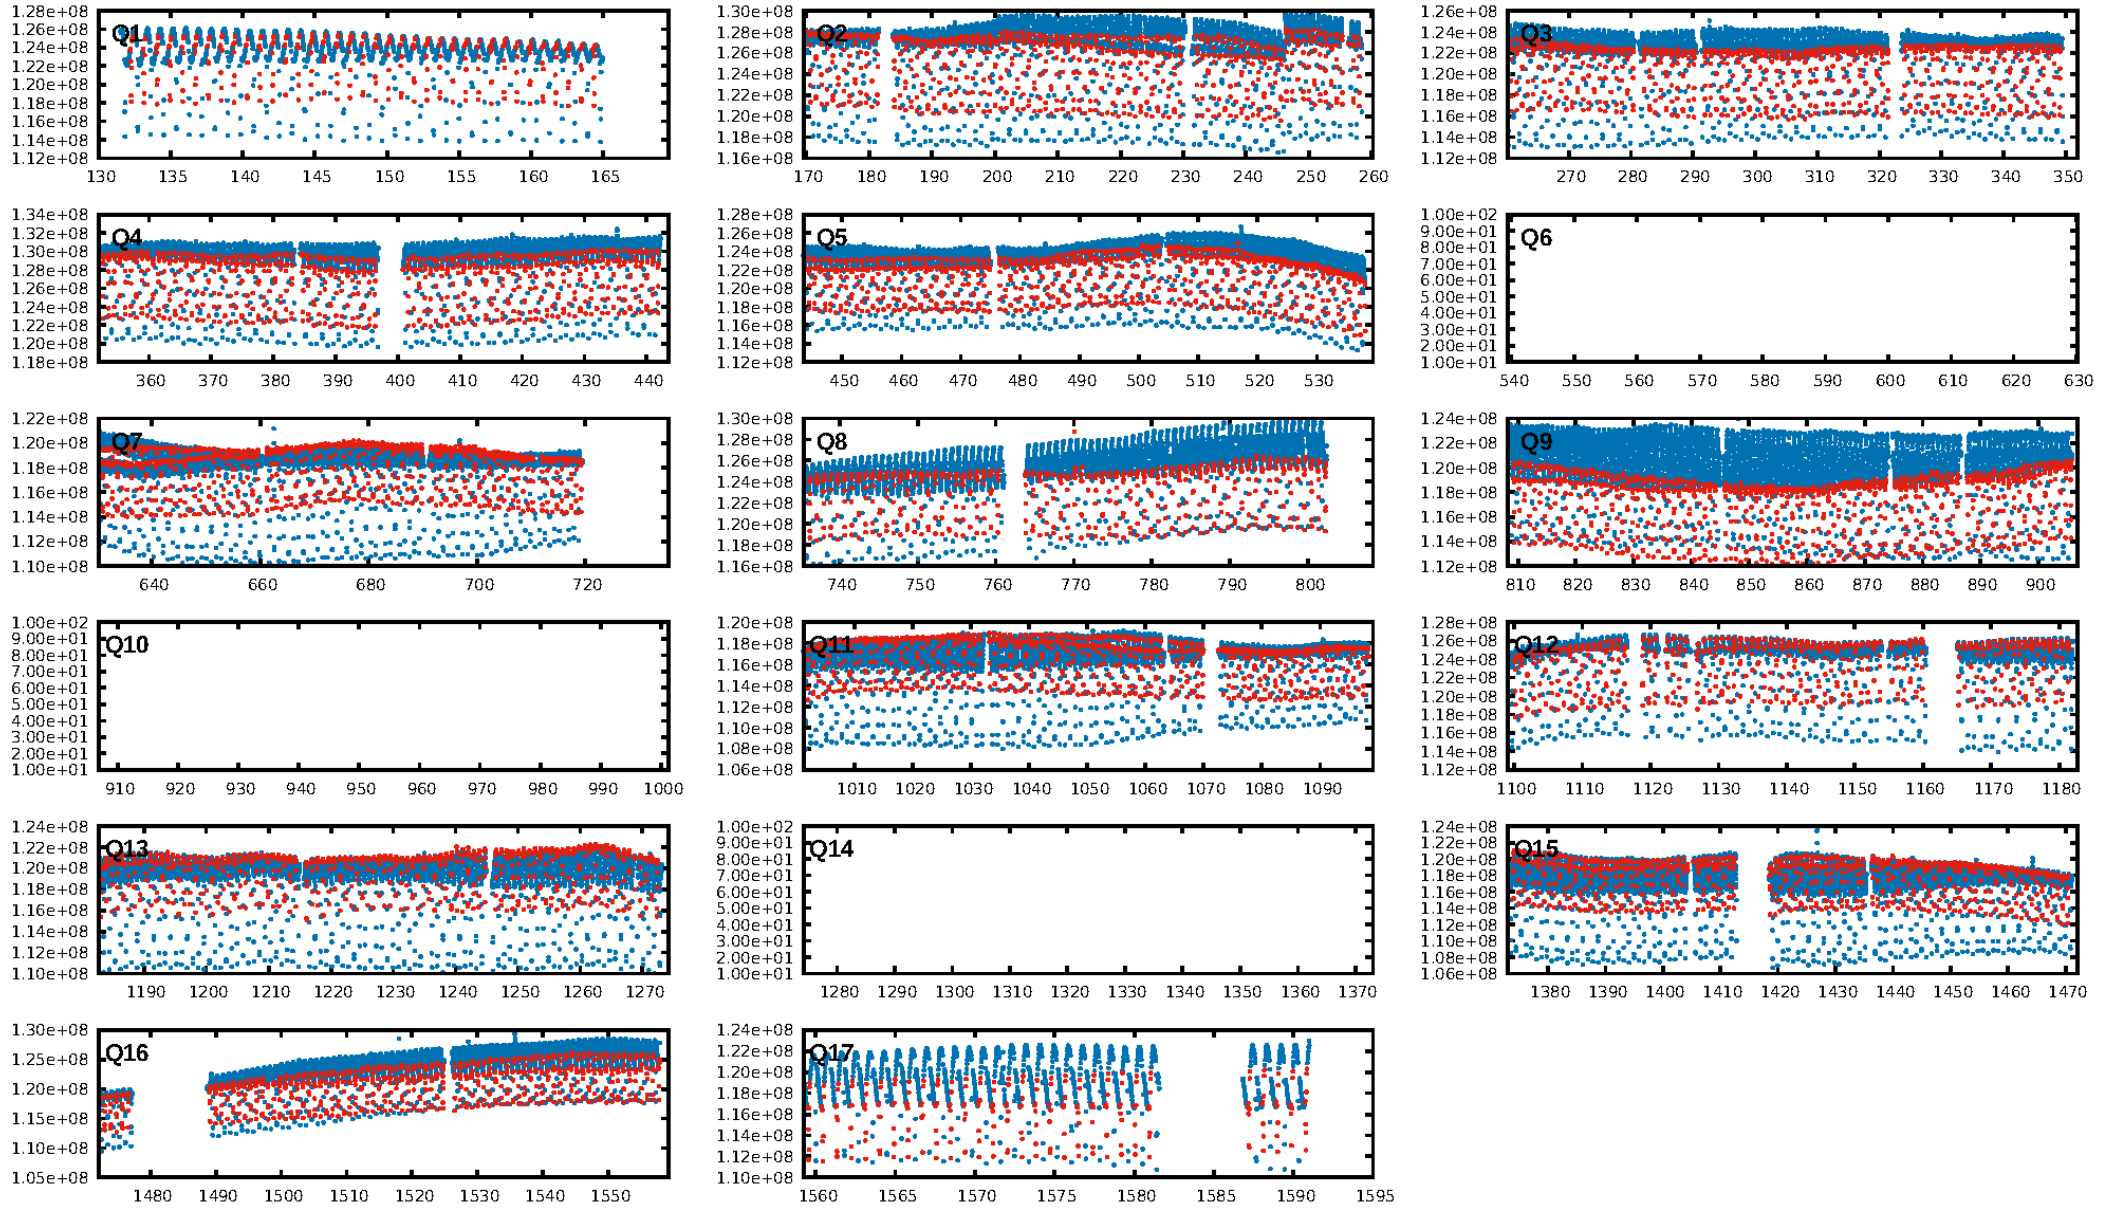 1.28e+08 1.26e+08 1.24e+08 1.22e+08 1.20e+08 1.18e+08 1.16e+08 1.14e+08 1.12e+08
Q1
130 135 140 145 150 155 160 165
1.30e+08 1.28e+08 1.26e+08 1.24e+08 1.22e+08 1.20e+08 1.18e+08 1.16e+08
Q2
170 180 190 200 210 220 230 240 250 260
1.26e+08 1.24e+08 1.22e+08 1.20e+08 1.18e+08 1.16e+08 1.14e+08 1.12e+08
Q3
270 280 290 300 310 320 330 340 350
1.34e+08 1.32e+08 1.30e+08 1.28e+08 1.26e+08 1.24e+08 1.22e+08 1.20e+08 1.18e+08
Q4
360 370 380 390 400 410 420 430 440
1.28e+08 1.26e+08 1.24e+08 1.22e+08 1.20e+08 1.18e+08 1.16e+08 1.14e+08 1.12e+08
Q5
450 460 470 480 490 500 510 520 530
1.00e+02 9.00e+01 8.00e+01 7.00e+01 6.00e+01 5.00e+01 4.00e+01 3.00e+01 2.00e+01 1.00e+01
Q6
540 550 560 570 580 590 600 610 620 630
1.22e+08 1.20e+08 1.18e+08 1.16e+08 1.14e+08 1.12e+08 1.10e+08
Q7
640 660 680 700 720
1.30e+08 1.28e+08 1.26e+08 1.24e+08 1.22e+08 1.20e+08 1.18e+08 1.16e+08
Q8
740 750 760 770 780 790 800
1.24e+08 1.22e+08 1.20e+08 1.18e+08 1.16e+08 1.14e+08 1.12e+08
Q9
810 820 830 840 850 860 870 880 890 900
1.00e+02 9.00e+01 8.00e+01 7.00e+01 6.00e+01 5.00e+01 4.00e+01 3.00e+01 2.00e+01 1.00e+01
Q10
910 920 930 940 950 960 970 980 990 1000
1.20e+08 1.18e+08 1.16e+08 1.14e+08 1.12e+08 1.10e+08 1.08e+08 1.06e+08
Q11
1010 1020 1030 1040 1050 1060 1070 1080 1090
1.28e+08 1.26e+08 1.24e+08 1.22e+08 1.20e+08 1.18e+08 1.16e+08 1.14e+08 1.12e+08
Q12
1100 1110 1120 1130 1140 1150 1160 1170 1180
1.24e+08 1.22e+08 1.20e+08 1.18e+08 1.16e+08 1.14e+08 1.12e+08 1.10e+08
Q13
1190 1200 1210 1220 1230 1240 1250 1260 1270
1.00e+02 9.00e+01 8.00e+01 7.00e+01 6.00e+01 5.00e+01 4.00e+01 3.00e+01 2.00e+01 1.00e+01
Q14
1280 1290 1300 1310 1320 1330 1340 1350 1360 1370
1.24e+08 1.22e+08 1.20e+08 1.18e+08 1.16e+08 1.14e+08 1.12e+08 1.10e+08 1.08e+08 1.06e+08
Q15
1380 1390 1400 1410 1420 1430 1440 1450 1460 1470
1.30e+08 1.25e+08 1.20e+08 1.15e+08 1.10e+08 1.05e+08
Q16
1480 1490 1500 1510 1520 1530 1540 1550
1.24e+08 1.22e+08 1.20e+08 1.18e+08 1.16e+08 1.14e+08 1.12e+08 1.10e+08
Q17
1560 1565 1570 1575 1580 1585 1590 1595